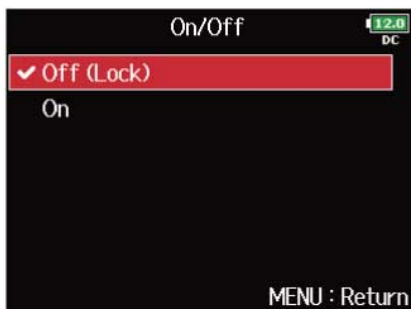 On/Off
12.0
DC
Off (Lock)
On
MENU : Return